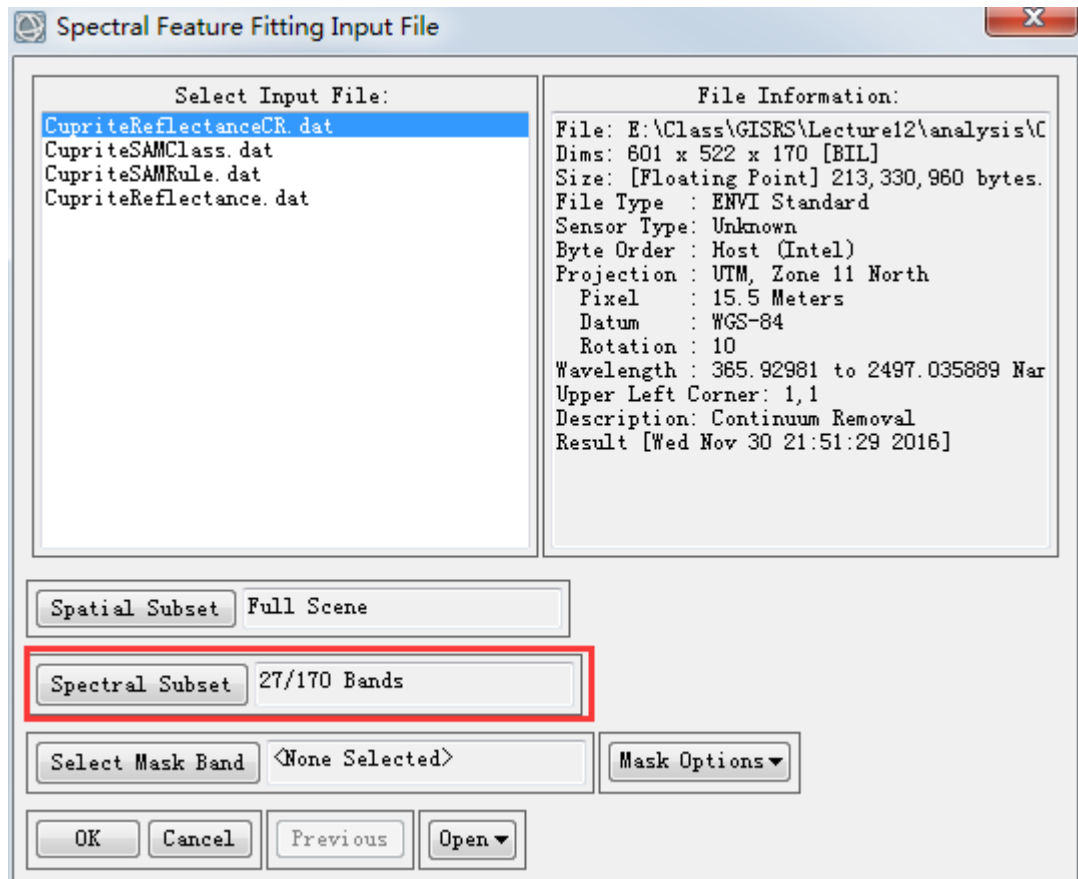 Spectral Feature Fitting Input File
Select Input File:
CupriteReflectanceCR.dat
CupriteSAMClass.dat
CupriteSAMRule.dat
CupriteReflectance.dat
File Information:
File: E:\Class\GISRS\Lecture12\analysis\C
Dims: 601 x 522 x 170 [BIL]
Size: [Floating Point] 213,330,960 bytes.
File Type : ENVI Standard
Sensor Type: Unknown
Byte Order : Host (Intel)
Projection : UTM, Zone 11 North
Pixel : 15.5 Meters
Datum : WGS-84
Rotation : 10
Wavelength : 365.92981 to 2497.035889 Nar
Upper Left Corner: 1,1
Description: Continuum Removal
Result [Wed Nov 30 21:51:29 2016]
Spatial Subset Full Scene
Spectral Subset 27/170 Bands
Select Mask Band <None Selected> Mask Options
OK Cancel Previous Open